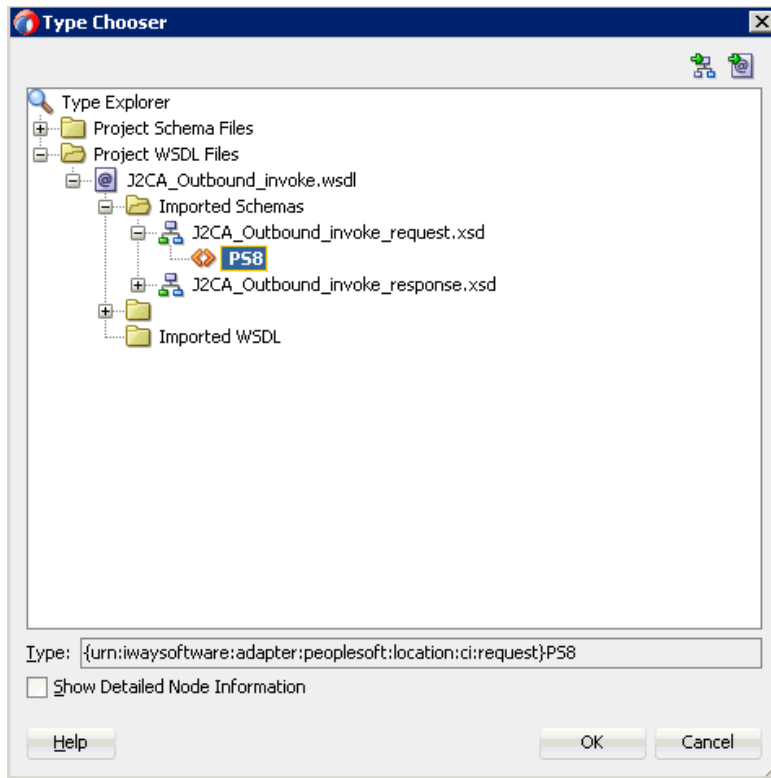 Type Chooser
Type Explorer
Project Schema Files
Project WSDL Files
J2CA_Outbound_invoke.wsdl
Imported Schemas
J2CA_Outbound_invoke_request.xsd
PS8
J2CA_Outbound_invoke_response.xsd
Imported WSDL
Type: {urn:iwaysoftware:adapter:peoplesoft:location:ci:request}PS8
Show Detailed Node Information
Help OK Cancel